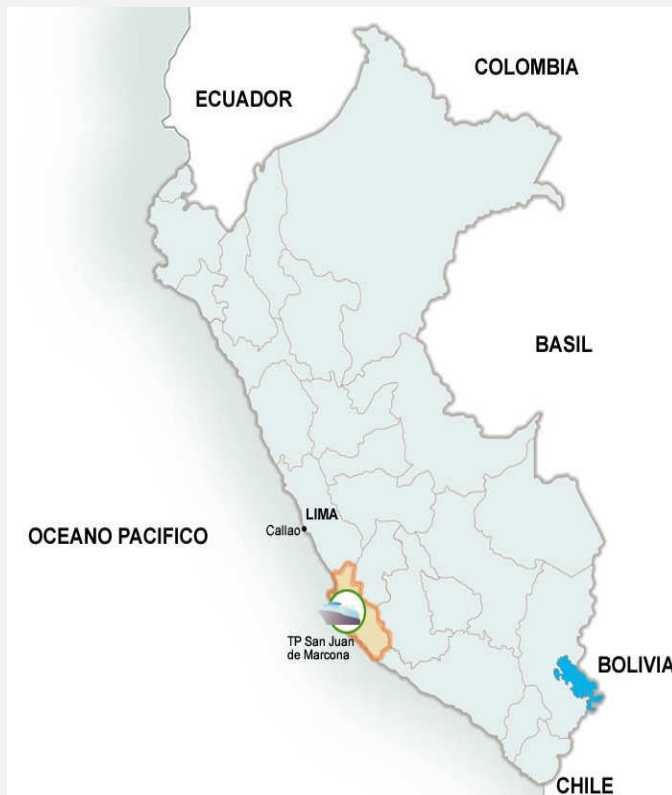 COLOMBIA
ECUADOR
BASIL
LIMA
Callao
OCEANO PACIFICO
TP San Juan
de Marcona
BOLIVIA
CHILE